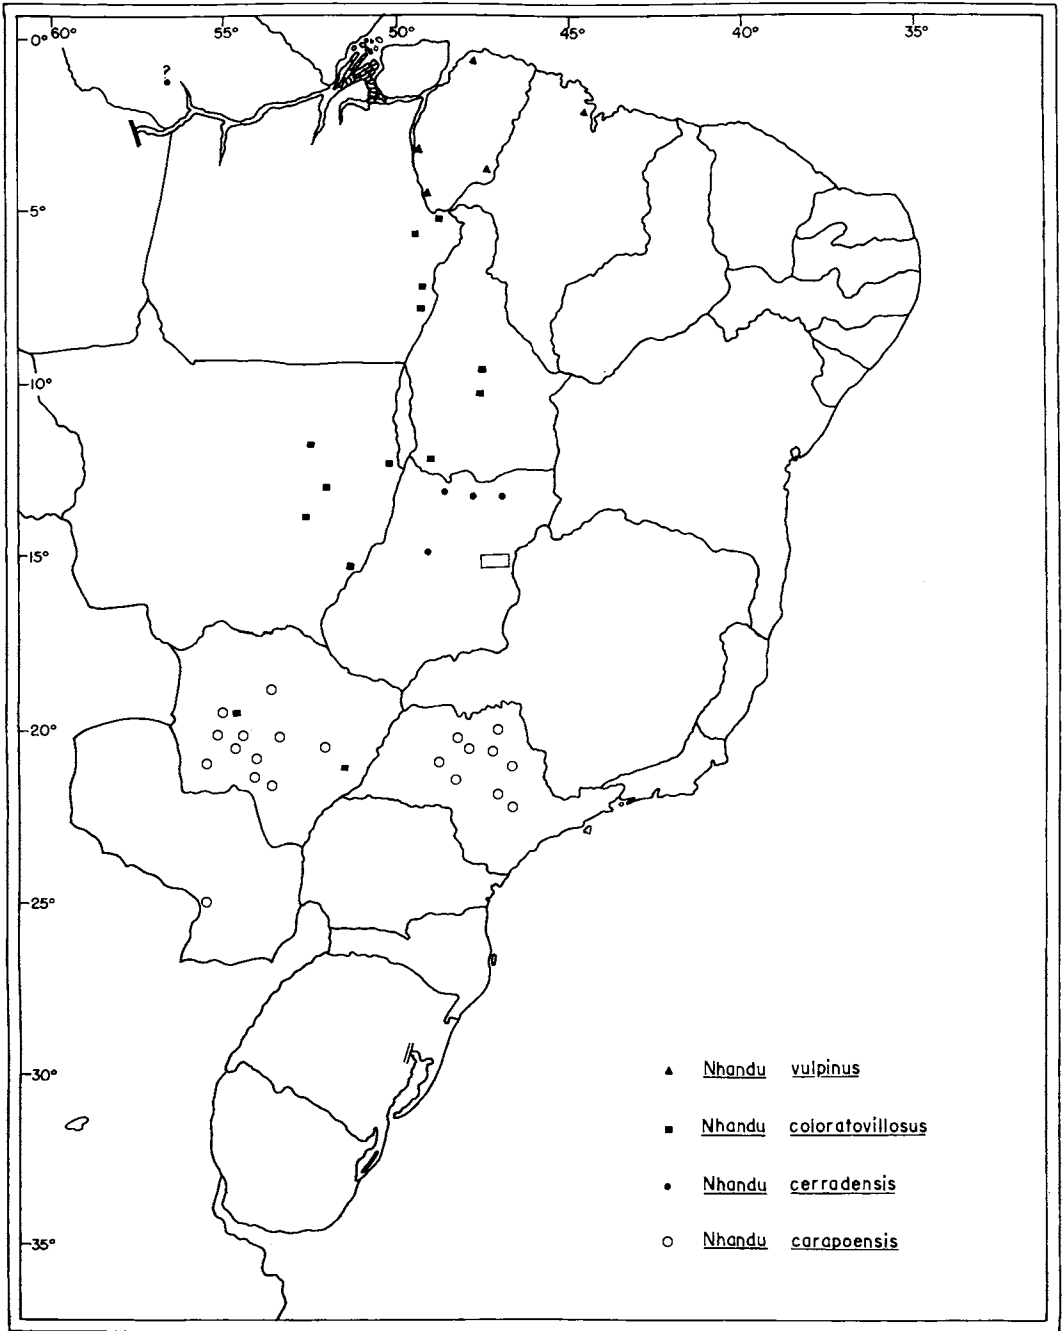 0° 60° 55° 50° 45° 40° 35°
?
5°
10°
15°
20°
25°
30°
35°
Nhandu vulpinus
Nhandu coloratovillosus
Nhandu cerradensis
Nhandu carapoensis